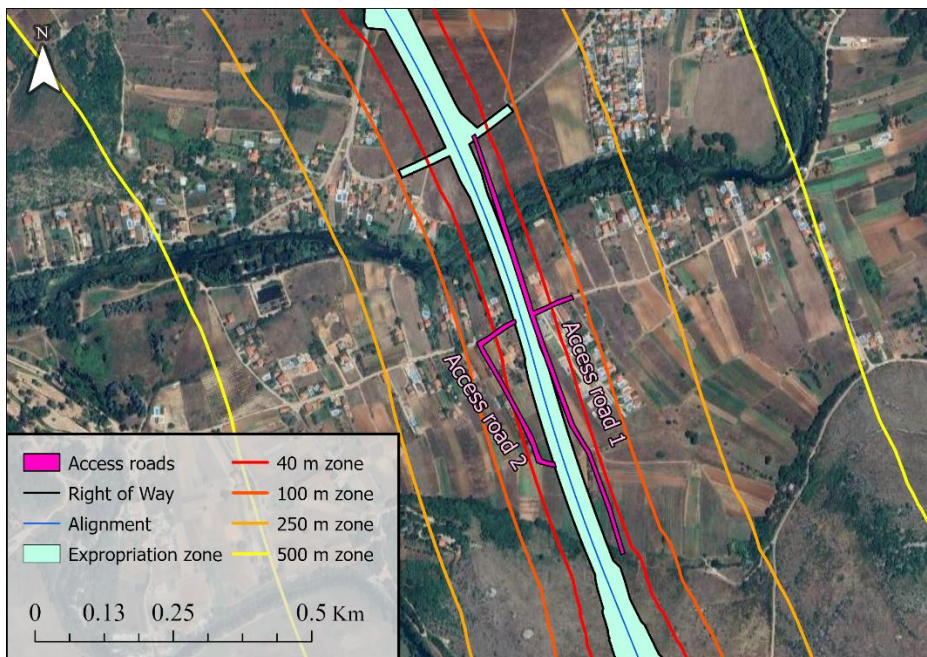 N
Access road 1
Access road 2
Access roads
Right of Way
Alignment
Expropriation zone
40 m zone
100 m zone
250 m zone
500 m zone
0 0.13 0.25 0.5 Km